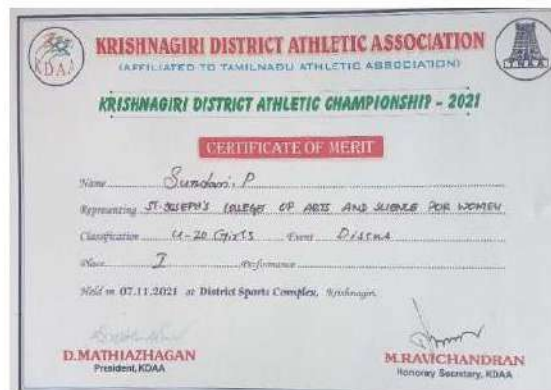 KRISHNAGIRI DISTRICT ATHLETIC ASSOCIATION
(AFFILIATED TO TAMILNADU ATHLETIC ASSOCIATION)
KDAA
TNAA
KRISHNAGIRI DISTRICT ATHLETIC CHAMPIONSHIP - 2021
CERTIFICATE OF MERIT
Name Sundari. P
Representing ST. JOSEPH'S COLLEGE OF ARTS AND SCIENCE FOR WOMEN
Classification U-20 Girls Event Discus
Place I Performance
Held on 07.11.2021 at District Sports Complex, Krishnagiri.
D.MATHIAZHAGAN
President, KDAA
M.RAVICHANDRAN
Honorary Secretary, KDAA